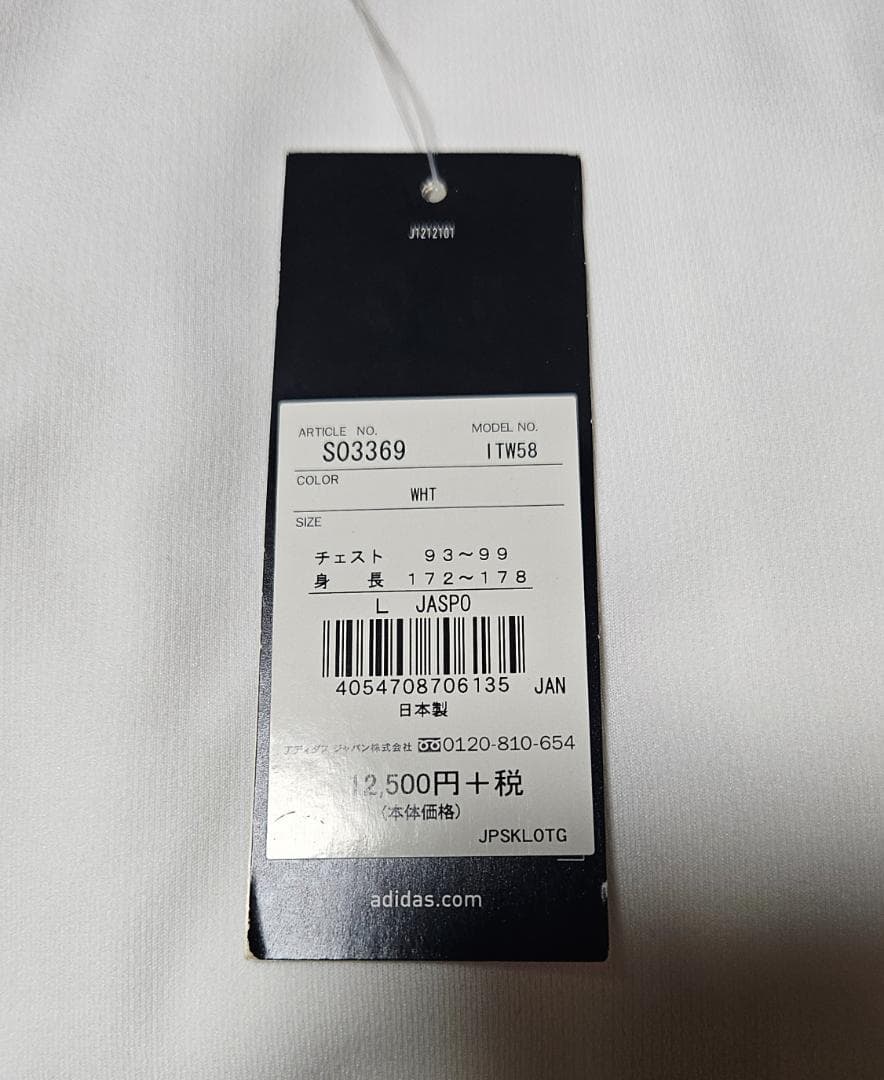 J1212101
ARTICLE NO. MODEL NO.
S03369 ITW58
COLOR
WHT
SIZE
チェスト 93～99
身 長 172～178
L JASPO
4054708706135 JAN
日本製
アディダス ジャパン株式会社 0120-810-654
12,500円+税
(本体価格)
JPSKLOTG
adidas.com